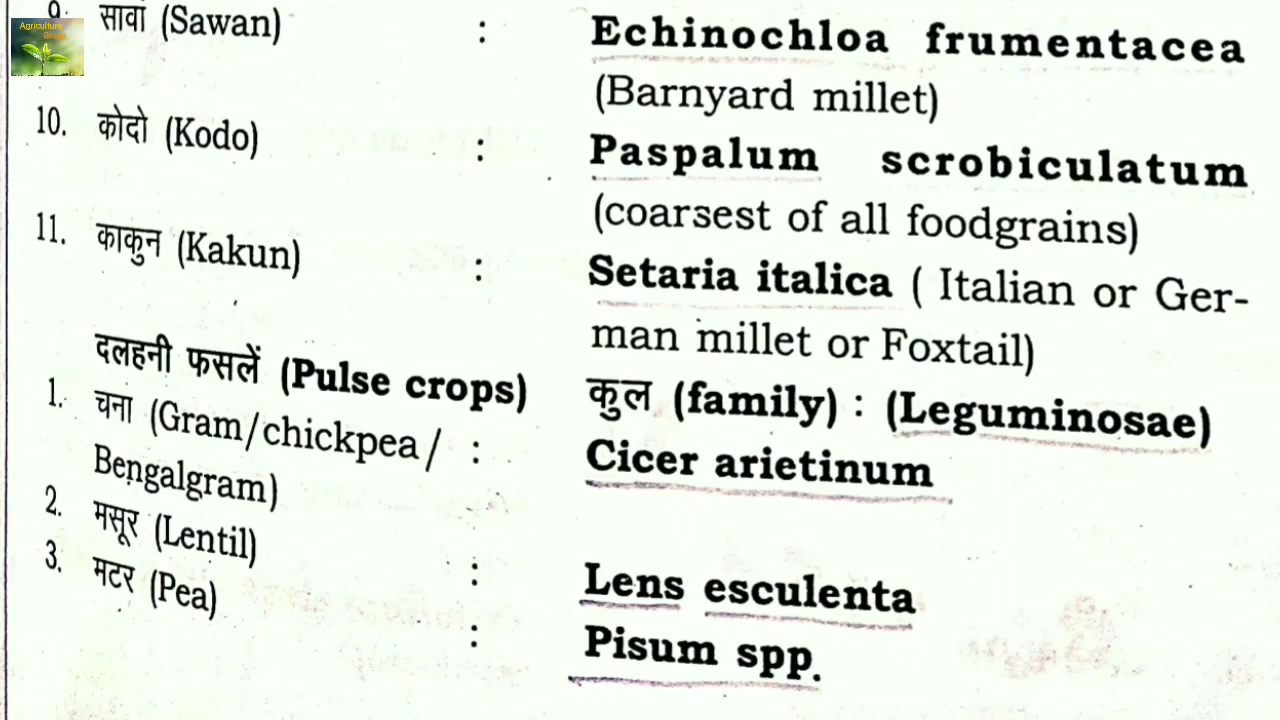 Agriculture
Group
9. सावां (Sawan) : Echinochloa frumentacea
(Barnyard millet)
10. कोदो (Kodo) : Paspalum scrobiculatum
(coarsest of all foodgrains)
11. काकुन (Kakun) : Setaria italica ( Italian or Ger-
man millet or Foxtail)
दलहनी फसलें (Pulse crops) कुल (family) : (Leguminosae)
1. चना (Gram/chickpea/ : Cicer arietinum
Bengalgram)
2. मसूर (Lentil) : Lens esculenta
3. मटर (Pea) : Pisum spp.